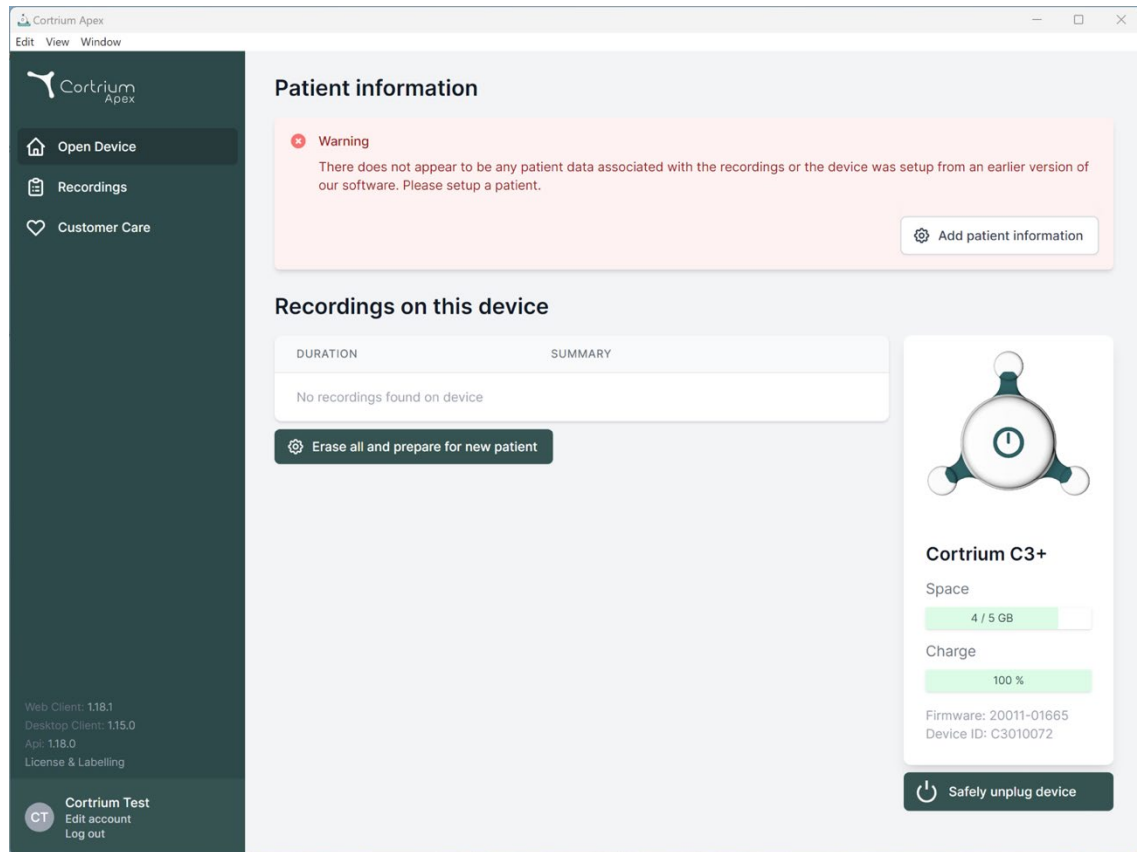 Cortrium Apex
Edit View Window
Cortrium
Apex
Open Device
Recordings
Customer Care
Web Client: 1.18.1
Desktop Client: 1.15.0
Api: 1.18.0
License & Labelling
CT
Cortrium Test
Edit account
Log out
Patient information
Warning
There does not appear to be any patient data associated with the recordings or the device was setup from an earlier version of
our software. Please setup a patient.
Add patient information
Recordings on this device
DURATION SUMMARY
No recordings found on device
Erase all and prepare for new patient
Cortrium C3+
Space
4 / 5 GB
Charge
100 %
Firmware: 20011-01665
Device ID: C3010072
Safely unplug device